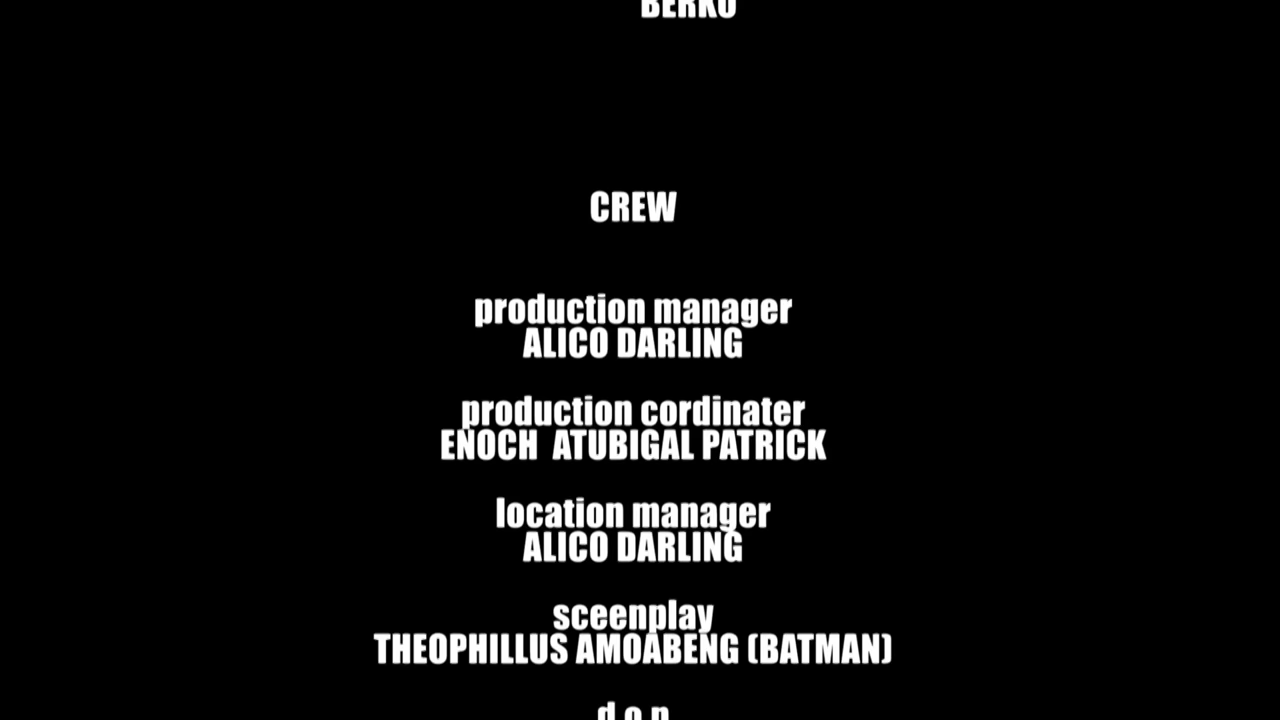 BERKO
CREW
production manager
ALICO DARLING
production cordinater
ENOCH ATUBIGAL PATRICK
location manager
ALICO DARLING
sceenplay
THEOPHILLUS AMOABENG (BATMAN)
d.o.p